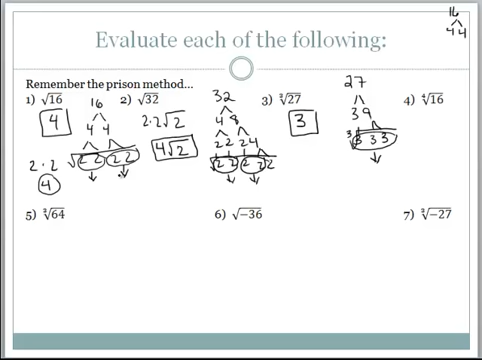 16
4 4
Evaluate each of the following:
Remember the prison method...
1) √16
4
16
4 4
√2 2 2 2
2 · 2
4
2) √32
2·2√2
4√2
32
4 8
2 2 2 4
√2 2 2 2 2
3) ∛27
3
27
3 9
∛3 3 3
4) ∜16
5) ∛64
6) √−36
7) ∛−27